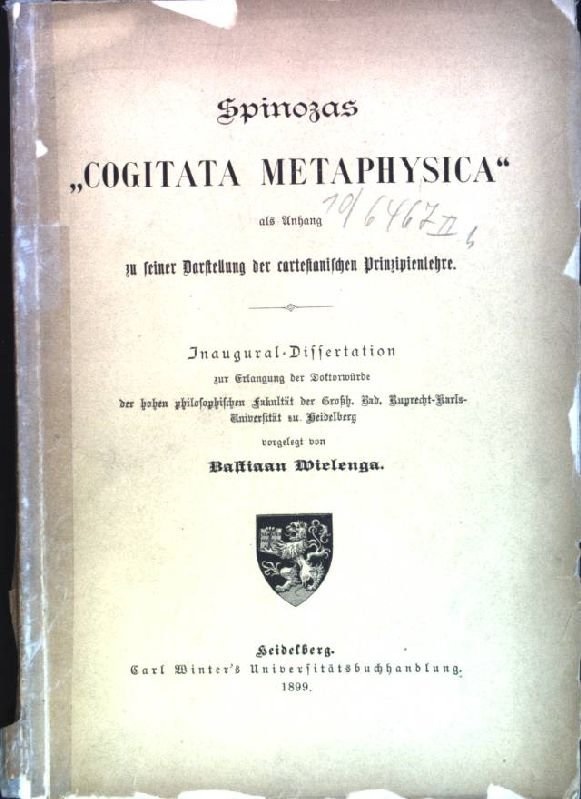 Spinozas
„COGITATA METAPHYSICA“
10/6467 II b
als Anhang
zu seiner Darstellung der cartesianischen Prinzipienlehre.
Inaugural-Dissertation
zur Erlangung der Doktorwürde
der hohen philosophischen Fakultät der Großh. Bad. Ruprecht-Karls-
Universität zu Heidelberg
vorgelegt von
Bastiaan Wielenga.
Heidelberg.
Carl Winter's Universitätsbuchhandlung.
1899.